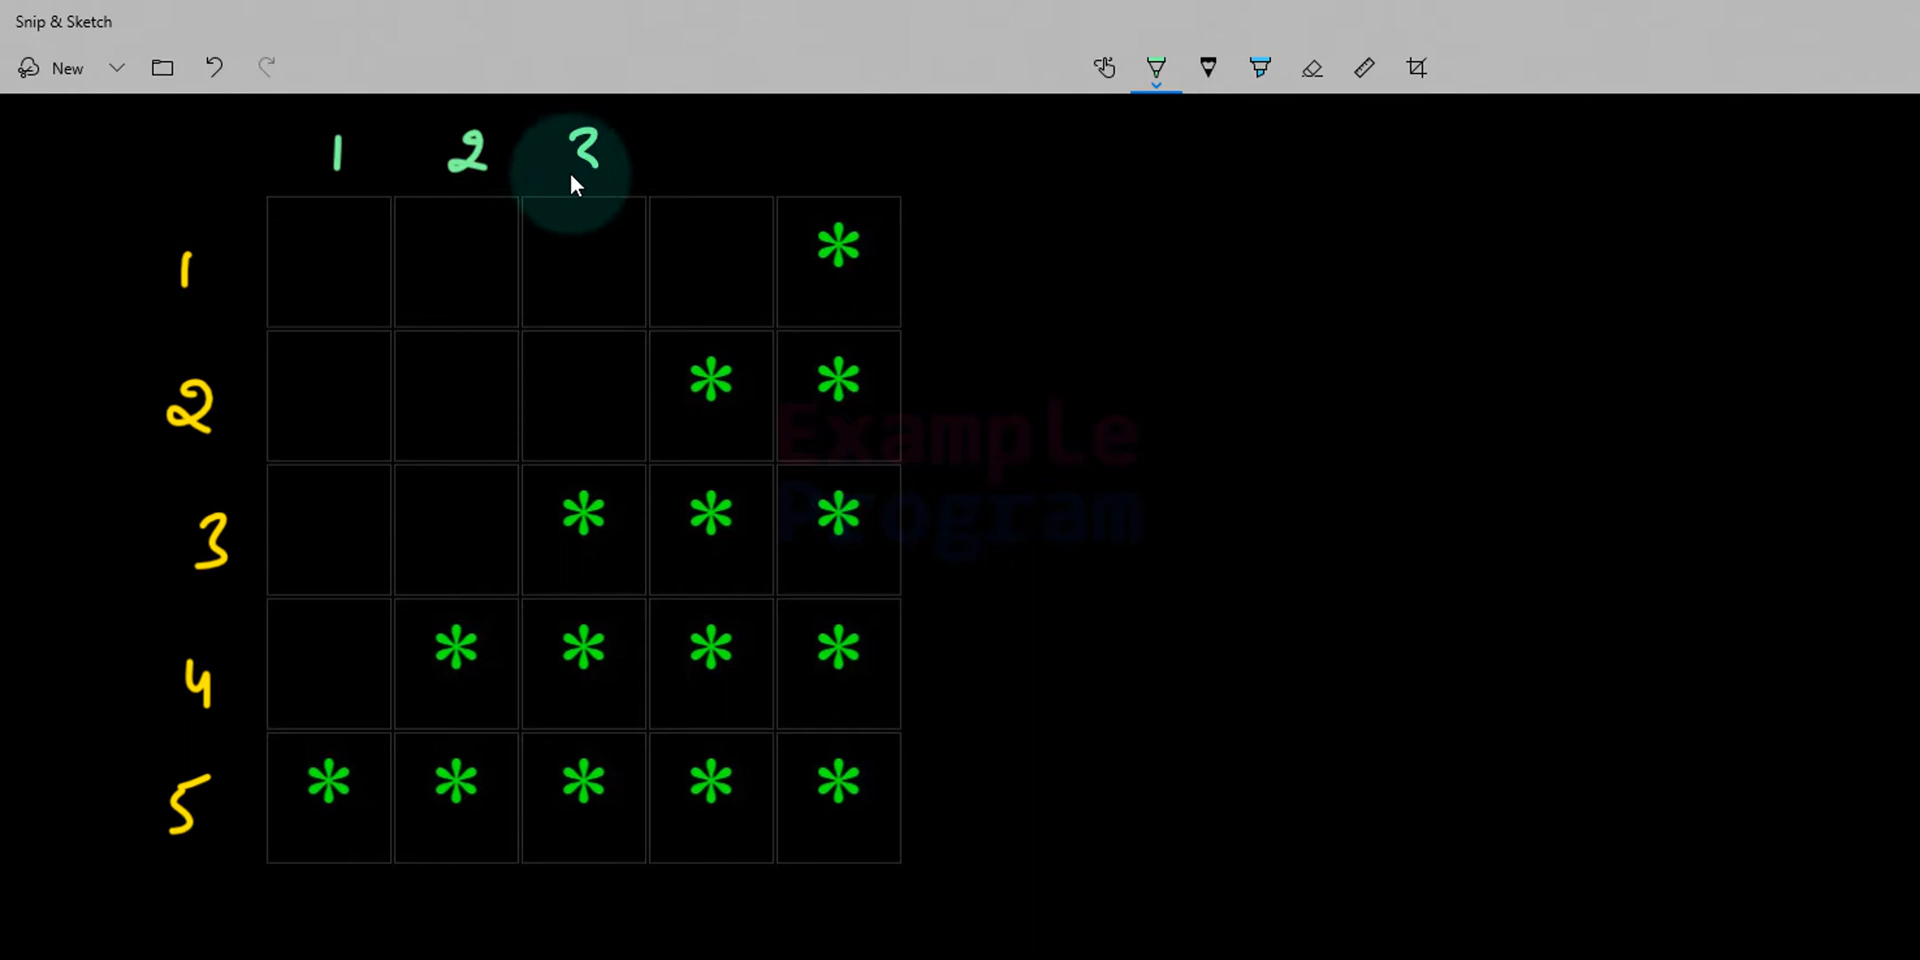 Snip & Sketch
New
1 2 3
1 *
2 * *
3 * * *
4 * * * *
5 * * * * *
Example
Program